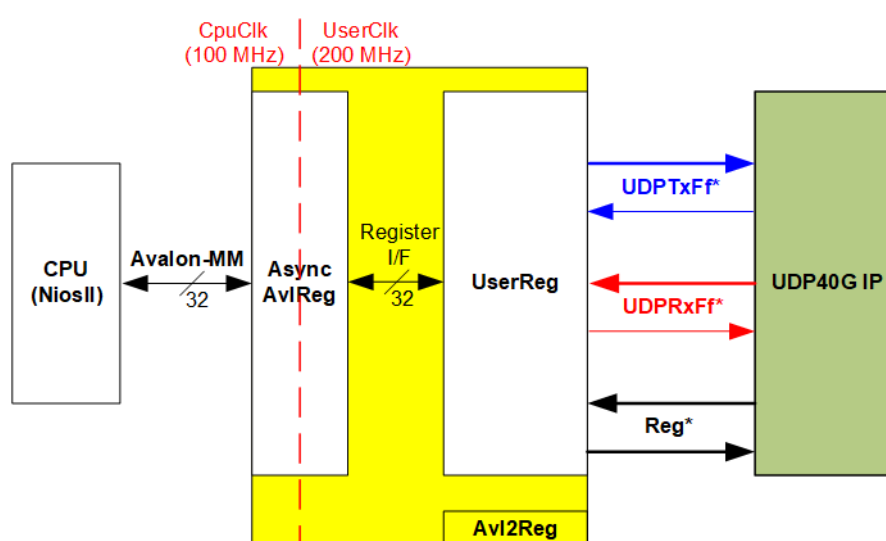 CpuClk
(100 MHz)
UserClk
(200 MHz)
CPU
(NiosII)
Avalon-MM
32
Async
AvlReg
Register
I/F
32
UserReg
UDPTxFf*
UDPRxFf*
Reg*
UDP40G IP
Avl2Reg